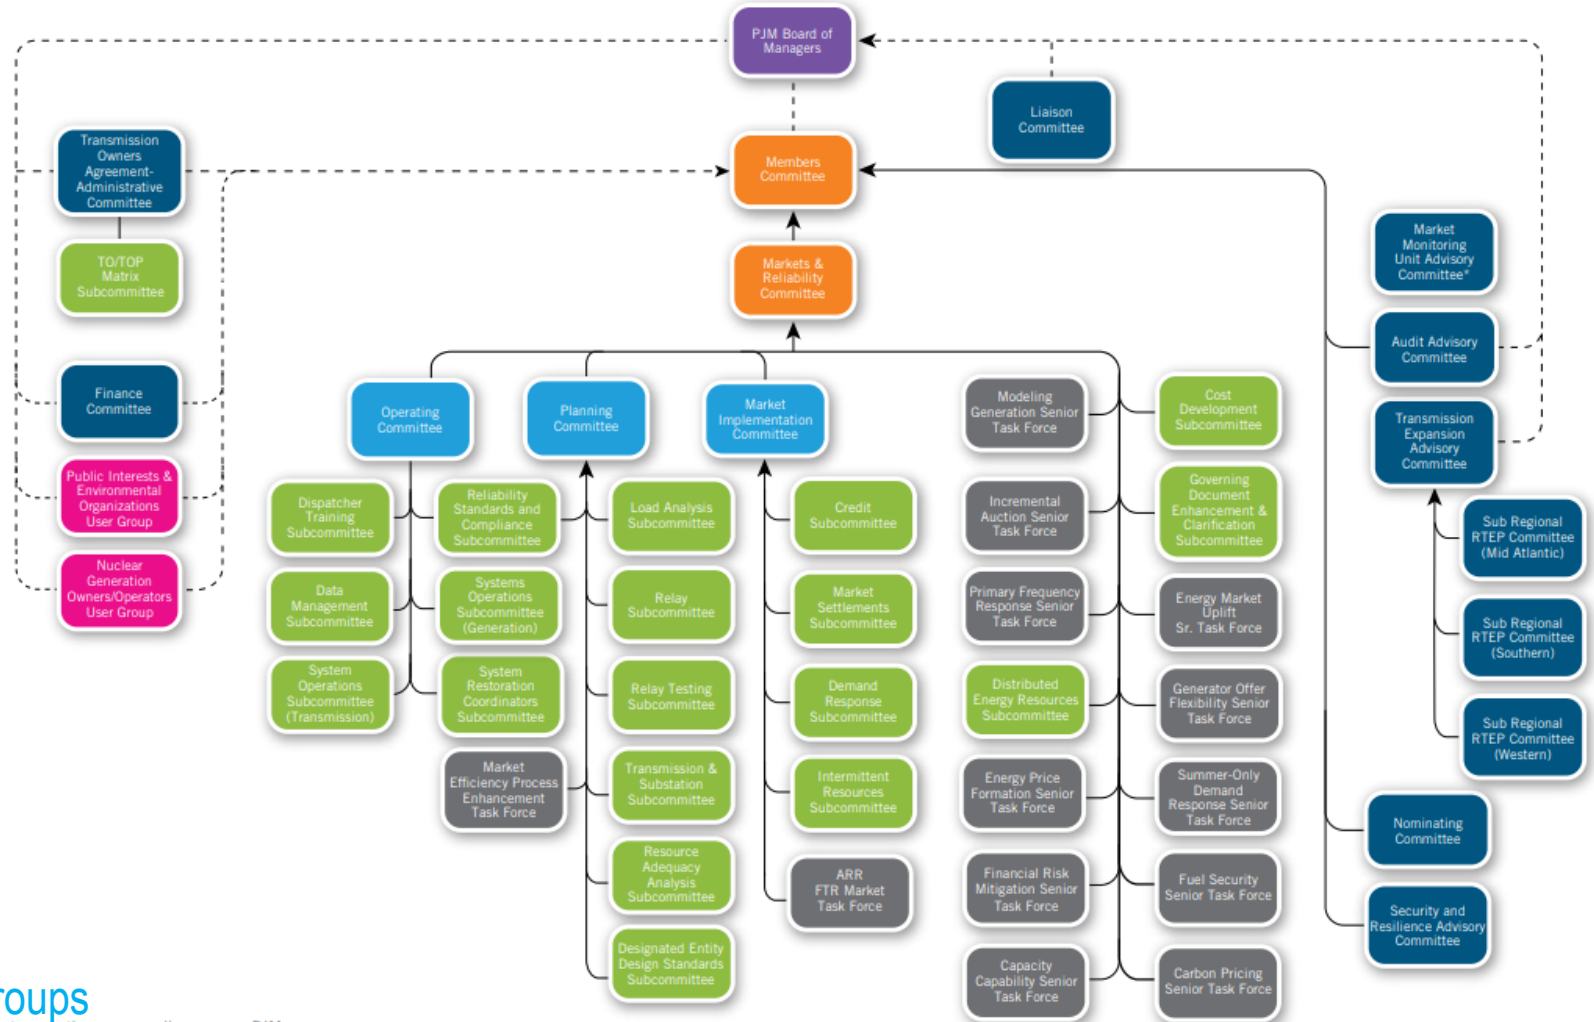 PJM Board of
Managers
Liaison
Committee
Transmission
Owners
Agreement-
Administrative
Committee
Members
Committee
TO/TOP
Matrix
Subcommittee
Markets &
Reliability
Committee
Market
Monitoring
Unit Advisory
Committee*
Audit Advisory
Committee
Finance
Committee
Operating
Committee
Planning
Committee
Market
Implementation
Committee
Modeling
Generation Senior
Task Force
Cost
Development
Subcommittee
Transmission
Expansion
Advisory
Committee
Public Interests &
Environmental
Organizations
User Group
Nuclear
Generation
Owners/Operators
User Group
Dispatcher
Training
Subcommittee
Reliability
Standards and
Compliance
Subcommittee
Load Analysis
Subcommittee
Credit
Subcommittee
Incremental
Auction Senior
Task Force
Governing
Document
Enhancement &
Clarification
Subcommittee
Sub Regional
RTEP Committee
(Mid Atlantic)
Data
Management
Subcommittee
Systems
Operations
Subcommittee
(Generation)
Relay
Subcommittee
Market
Settlements
Subcommittee
Primary Frequency
Response Senior
Task Force
Energy Market
Uplift
Sr. Task Force
Sub Regional
RTEP Committee
(Southern)
System
Operations
Subcommittee
(Transmission)
System
Restoration
Coordinators
Subcommittee
Relay Testing
Subcommittee
Demand
Response
Subcommittee
Distributed
Energy Resources
Subcommittee
Generator Offer
Flexibility Senior
Task Force
Sub Regional
RTEP Committee
(Western)
Market
Efficiency Process
Enhancement
Task Force
Transmission &
Substation
Subcommittee
Intermittent
Resources
Subcommittee
Energy Price
Formation Senior
Task Force
Summer-Only
Demand
Response Senior
Task Force
Nominating
Committee
Resource
Adequacy
Analysis
Subcommittee
ARR
FTR Market
Task Force
Financial Risk
Mitigation Senior
Task Force
Fuel Security
Senior Task Force
Security and
Resilience Advisory
Committee
Designated Entity
Design Standards
Subcommittee
Capacity
Capability Senior
Task Force
Carbon Pricing
Senior Task Force
roups